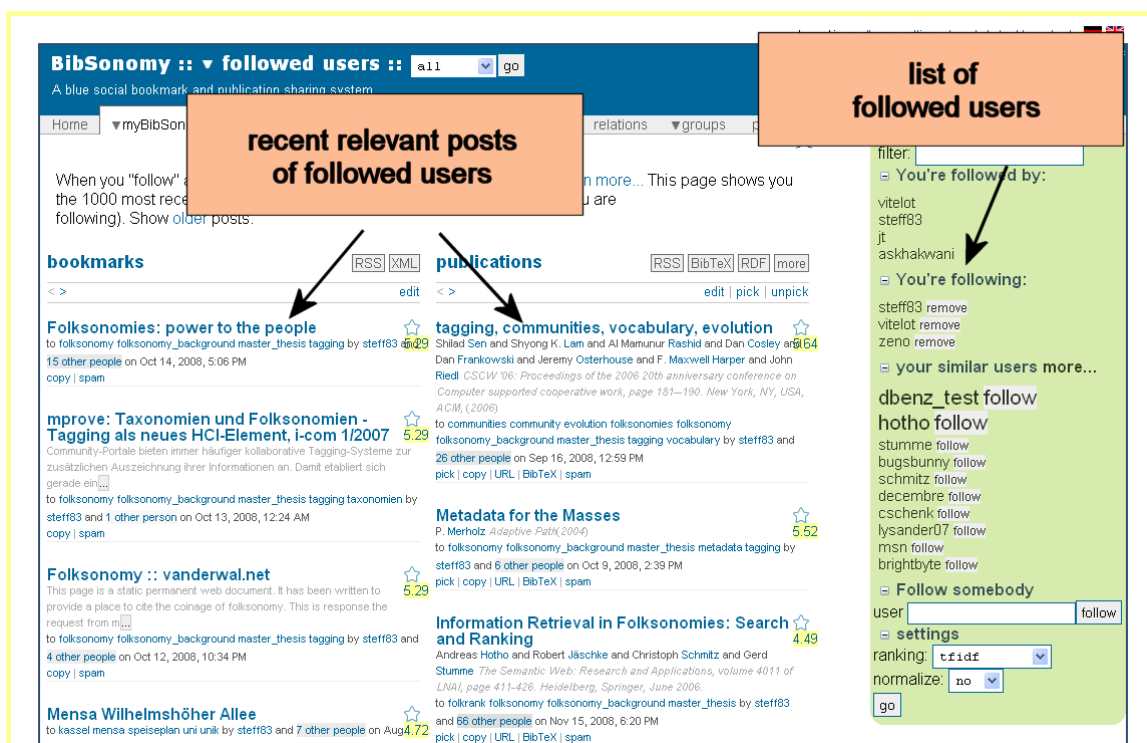 BibSonomy :: ▼ followed users :: all go
A blue social bookmark and publication sharing system
Home ▼myBibSon relations ▼groups p
recent relevant posts
of followed users
list of
followed users
When you "follow" n more... This page shows you
the 1000 most rece u are
following). Show older posts.
bookmarks RSS XML
< > edit
Folksonomies: power to the people
to folksonomy folksonomy_background master_thesis tagging by steff83 and 5.29
15 other people on Oct 14, 2008, 5:06 PM
copy | spam
mprove: Taxonomien und Folksonomien -
Tagging als neues HCI-Element, i-com 1/2007 5.29
Community-Portale bieten immer häufiger kollaborative Tagging-Systeme zur
zusätzlichen Auszeichnung ihrer Informationen an. Damit etabliert sich
gerade ein...
to folksonomy folksonomy_background master_thesis tagging taxonomien by
steff83 and 1 other person on Oct 13, 2008, 12:24 AM
copy | spam
Folksonomy :: vanderwal.net
This page is a static permanent web document. It has been written to 5.29
provide a place to cite the coinage of folksonomy. This is response the
request from m...
to folksonomy folksonomy_background master_thesis tagging by steff83 and
4 other people on Oct 12, 2008, 10:34 PM
copy | spam
Mensa Wilhelmshöher Allee
to kassel mensa speiseplan uni unik by steff83 and 7 other people on Aug 4.72
publications RSS BibTeX RDF more
< > edit | pick | unpick
tagging, communities, vocabulary, evolution
Shilad Sen and Shyong K. Lam and Al Mamunur Rashid and Dan Cosley and 5.64
Dan Frankowski and Jeremy Osterhouse and F. Maxwell Harper and John
Riedl CSCW '06: Proceedings of the 2006 20th anniversary conference on
Computer supported cooperative work, page 181—190. New York, NY, USA,
ACM, (2006)
to communities community evolution folksonomies folksonomy
folksonomy_background master_thesis tagging vocabulary by steff83 and
26 other people on Sep 16, 2008, 12:59 PM
pick | copy | URL | BibTeX | spam
Metadata for the Masses
P. Merholz Adaptive Path(2004) 5.52
to folksonomy folksonomy_background master_thesis metadata tagging by
steff83 and 6 other people on Oct 9, 2008, 2:39 PM
pick | copy | URL | BibTeX | spam
Information Retrieval in Folksonomies: Search
and Ranking 4.49
Andreas Hotho and Robert Jäschke and Christoph Schmitz and Gerd
Stumme The Semantic Web: Research and Applications, volume 4011 of
LNAI, page 411-426. Heidelberg, Springer, June 2006.
to folkrank folksonomy folksonomy_background master_thesis by steff83
and 66 other people on Nov 15, 2008, 6:20 PM
pick | copy | URL | BibTeX | spam
filter:
You're followed by:
vitelot
steff83
jt
askhakwani
You're following:
steff83 remove
vitelot remove
zeno remove
your similar users more...
dbenz_test follow
hotho follow
stumme follow
bugsbunny follow
schmitz follow
decembre follow
cschenk follow
lysander07 follow
msn follow
brightbyte follow
Follow somebody
user follow
settings
ranking: tfidf
normalize: no
go